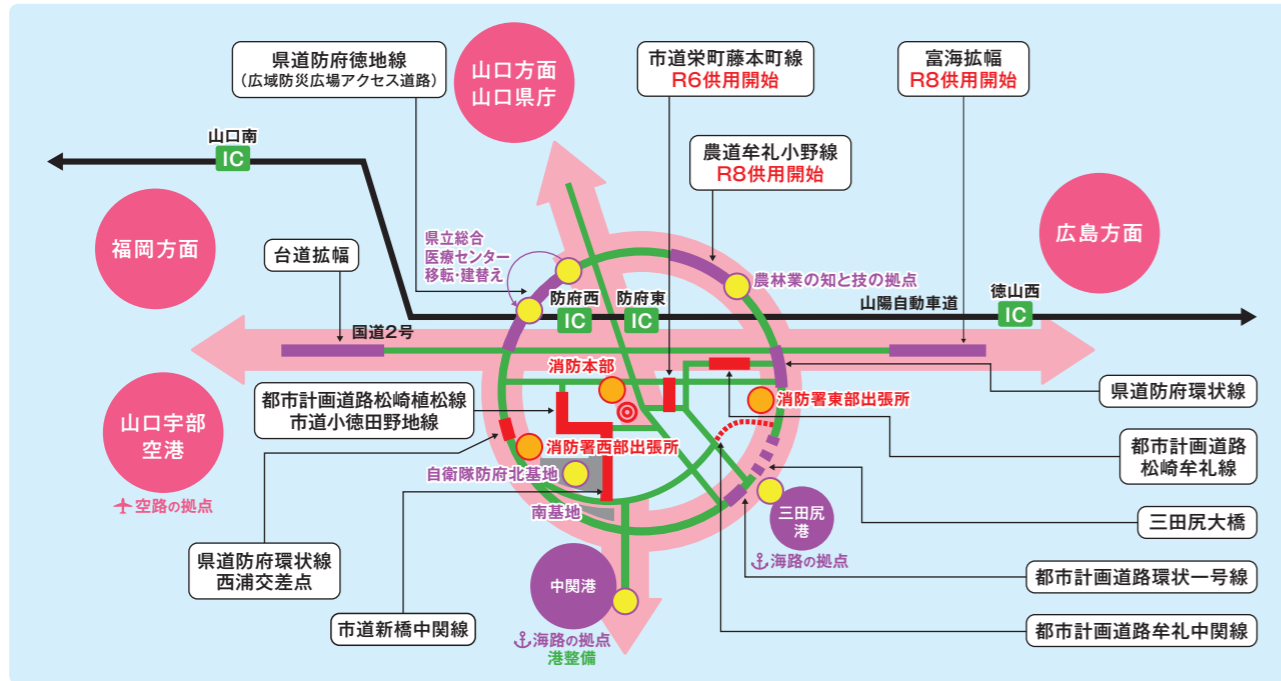 県道防府徳地線
（広域防災広場アクセス道路）
山口方面
山口県庁
市道栄町藤本町線
R6供用開始
富海拡幅
R8供用開始
山口南
IC
農道牟礼小野線
R8供用開始
福岡方面
広島方面
台道拡幅
県立総合
医療センター
移転・建替え
農林業の知と技の拠点
防府西
IC
防府東
IC
山陽自動車道
徳山西
IC
国道2号
消防本部
県道防府環状線
都市計画道路松崎植松線
市道小徳田野地線
消防署東部出張所
山口宇部
空港
空路の拠点
消防署西部出張所
都市計画道路
松崎牟礼線
自衛隊防府北基地
南基地
三田尻
港
海路の拠点
三田尻大橋
県道防府環状線
西浦交差点
中関港
都市計画道路環状一号線
市道新橋中関線
海路の拠点
港整備
都市計画道路牟礼中関線